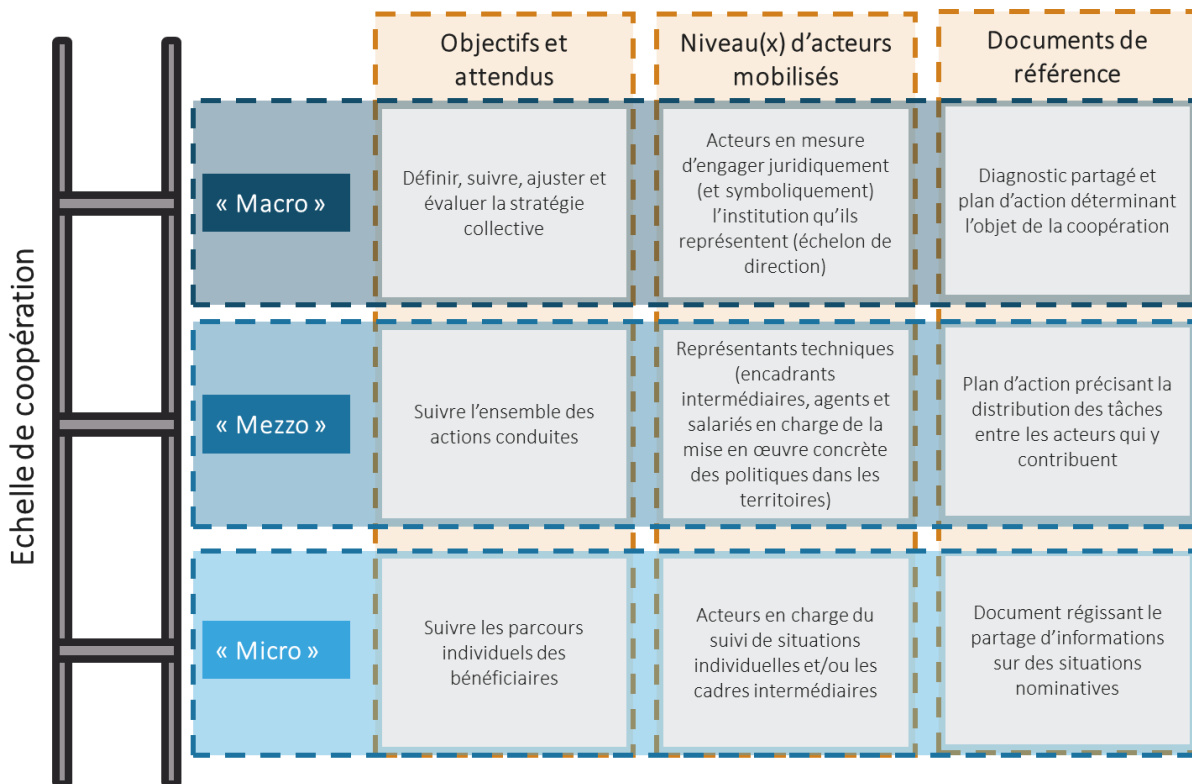 Echelle de coopération
Objectifs et
attendus
Niveau(x) d’acteurs
mobilisés
Documents de
référence
« Macro »
Définir, suivre, ajuster et
évaluer la stratégie
collective
Acteurs en mesure
d’engager juridiquement
(et symboliquement)
l’institution qu’ils
représentent (échelon de
direction)
Diagnostic partagé et
plan d’action déterminant
l’objet de la coopération
« Mezzo »
Suivre l’ensemble des
actions conduites
Représentants techniques
(encadrants
intermédiaires, agents et
salariés en charge de la
mise en œuvre concrète
des politiques dans les
territoires)
Plan d’action précisant la
distribution des tâches
entre les acteurs qui y
contribuent
« Micro »
Suivre les parcours
individuels des
bénéficiaires
Acteurs en charge du
suivi de situations
individuelles et/ou les
cadres intermédiaires
Document régissant le
partage d’informations
sur des situations
nominatives